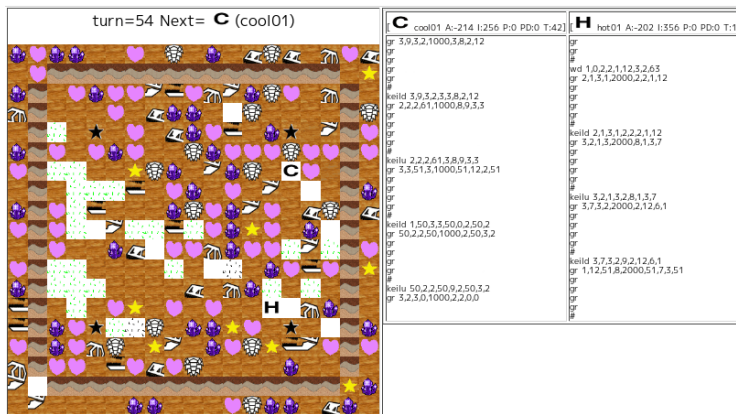 turn=54 Next= C (cool01)
[ C cool01 A:-214 I:256 P:0 PD:0 T:42]
gr 3,9,3,2,1000,3,8,2,12
gr
gr
gr
gr
#
keild 3,9,3,2,3,3,8,2,12
gr 2,2,2,61,1000,8,9,3,3
gr
gr
gr
gr
#
keilu 2,2,2,61,3,8,9,3,3
gr 3,3,51,3,1000,51,12,2,51
gr
gr
gr
gr
#
keild 1,50,3,3,50,0,2,50,2
gr 50,2,2,50,1000,2,50,3,2
gr
gr
gr
gr
#
keilu 50,2,2,50,9,2,50,3,2
gr 3,2,3,0,1000,2,2,0,0
[ H hot01 A:-202 I:356 P:0 PD:0 T:1
gr
gr
#
wd 1,0,2,2,1,12,3,2,63
gr 2,1,3,1,2000,2,2,1,12
gr
gr
gr
#
keild 2,1,3,1,2,2,2,1,12
gr 3,2,1,3,2000,8,1,3,7
gr
gr
gr
#
keilu 3,2,1,3,2,8,1,3,7
gr 3,7,3,2,2000,2,12,6,1
gr
gr
gr
#
keild 3,7,3,2,9,2,12,6,1
gr 1,12,51,8,2000,51,7,3,51
gr
gr
gr
#
C
H